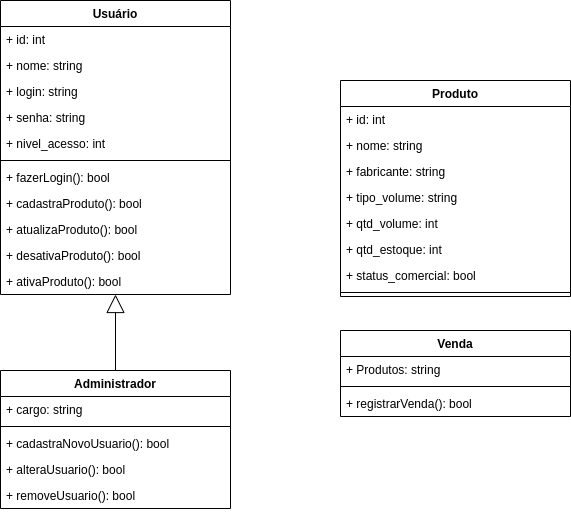 Usuário
+ id: int
+ nome: string
+ login: string
+ senha: string
+ nivel_acesso: int
+ fazerLogin(): bool
+ cadastraProduto(): bool
+ atualizaProduto(): bool
+ desativaProduto(): bool
+ ativaProduto(): bool
Administrador
+ cargo: string
+ cadastraNovoUsuario(): bool
+ alteraUsuario(): bool
+ removeUsuario(): bool
Produto
+ id: int
+ nome: string
+ fabricante: string
+ tipo_volume: string
+ qtd_volume: int
+ qtd_estoque: int
+ status_comercial: bool
Venda
+ Produtos: string
+ registrarVenda(): bool